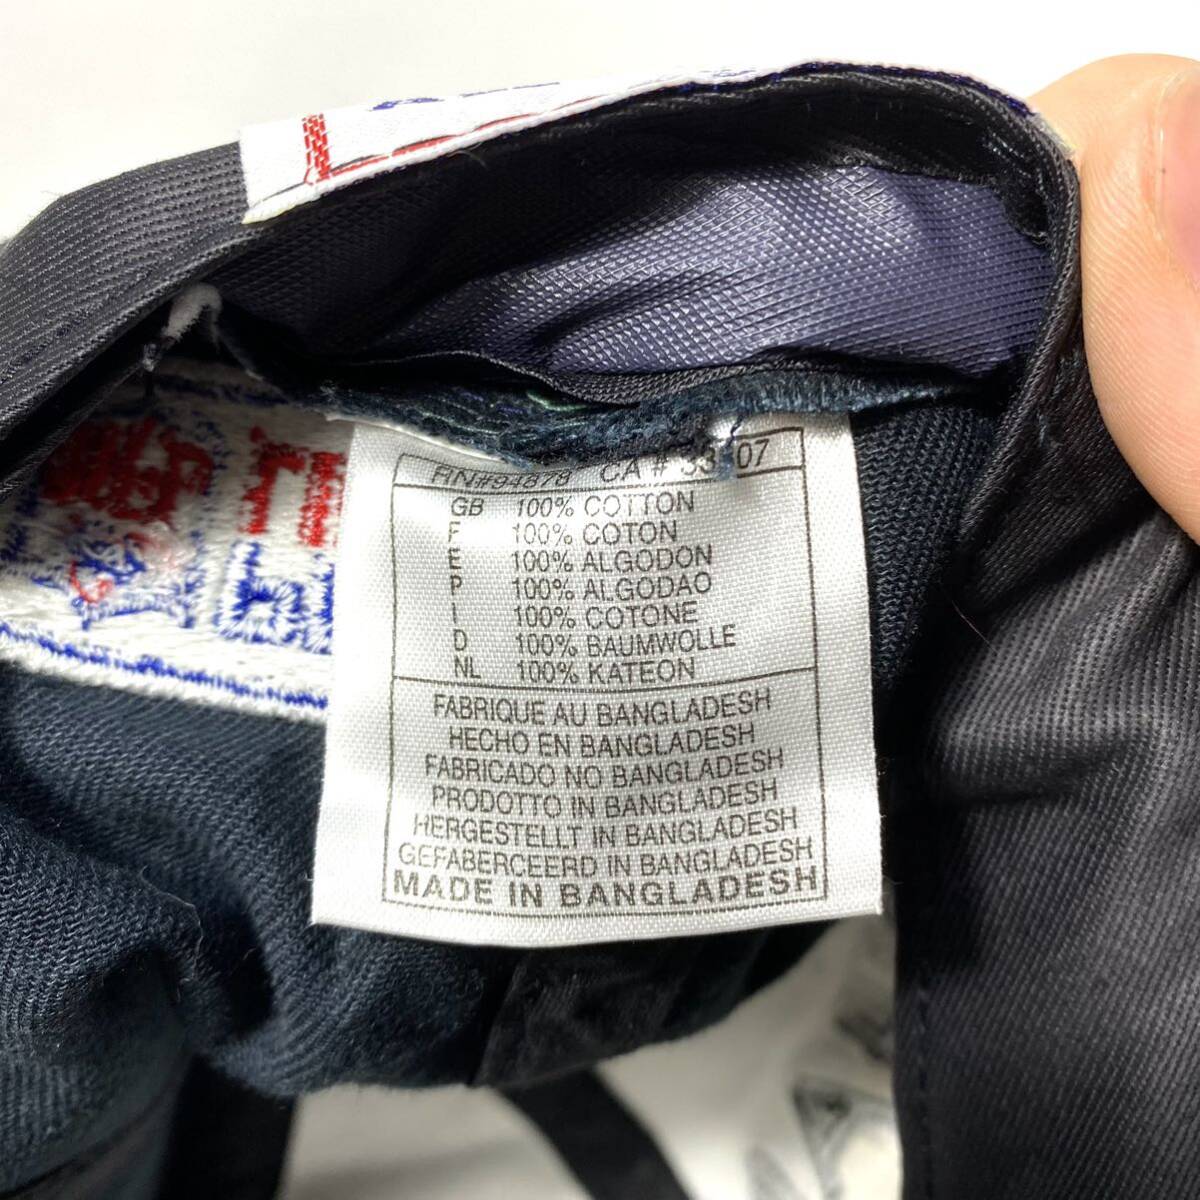 RN#94878 CA #
GB 100% COTTON
F 100% COTON
E 100% ALGODON
P 100% ALGODAO
I 100% COTONE
D 100% BAUMWOLLE
NL 100% KATEON
FABRIQUE AU BANGLADESH
HECHO EN BANGLADESH
FABRICADO NO BANGLADESH
PRODOTTO IN BANGLADESH
HERGESTELLT IN BANGLADESH
GEFABERCEERD IN BANGLADESH
MADE IN BANGLADESH